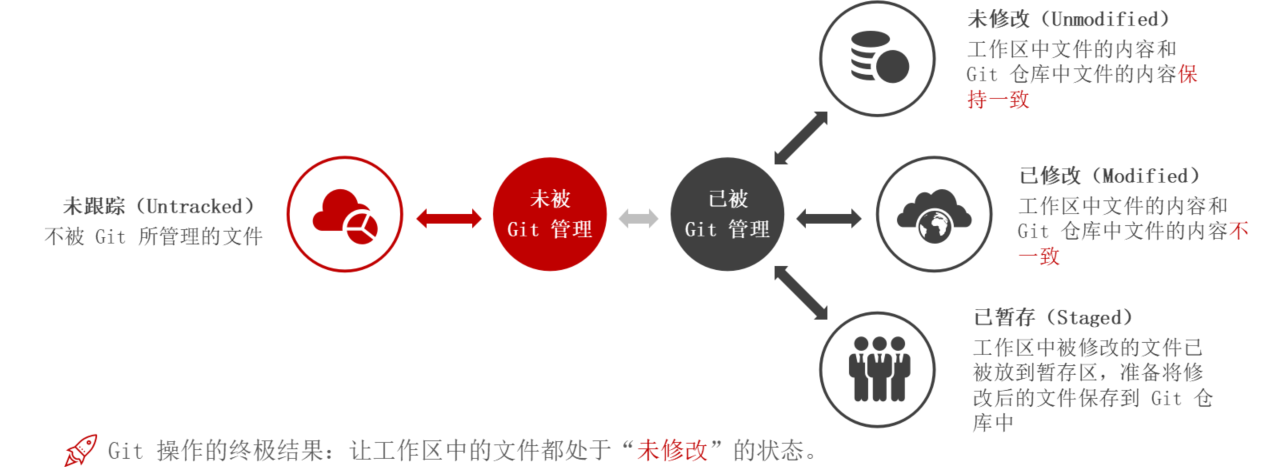 未跟踪（Untracked）
不被 Git 所管理的文件
未被
Git 管理
已被
Git 管理
未修改（Unmodified）
工作区中文件的内容和
Git 仓库中文件的内容保
持一致
已修改（Modified）
工作区中文件的内容和
Git 仓库中文件的内容不
一致
已暂存（Staged）
工作区中被修改的文件已
被放到暂存区，准备将修
改后的文件保存到 Git 仓
库中
Git 操作的终极结果：让工作区中的文件都处于“未修改”的状态。